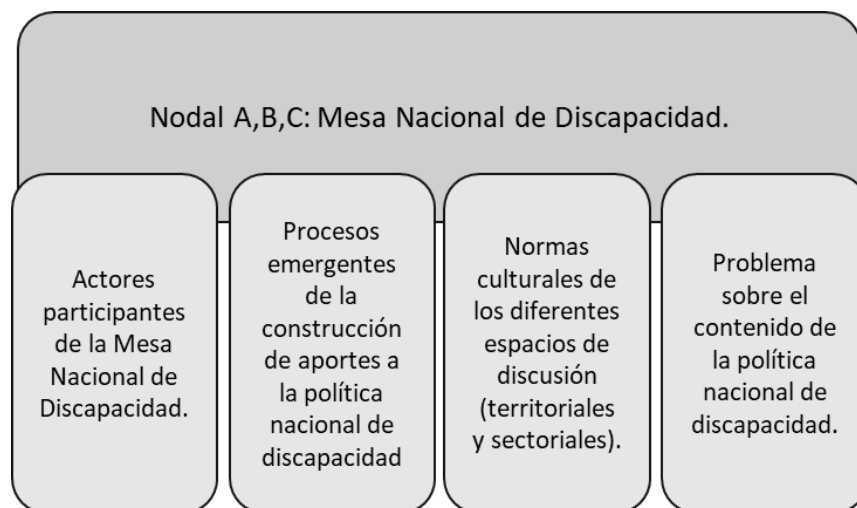 Nodal A,B,C: Mesa Nacional de Discapacidad.
Actores
participantes
de la Mesa
Nacional de
Discapacidad.
Procesos
emergentes
de la
construcción
de aportes a
la política
nacional de
discapacidad
Normas
culturales de
los diferentes
espacios de
discusión
(territoriales
y sectoriales).
Problema
sobre el
contenido de
la política
nacional de
discapacidad.